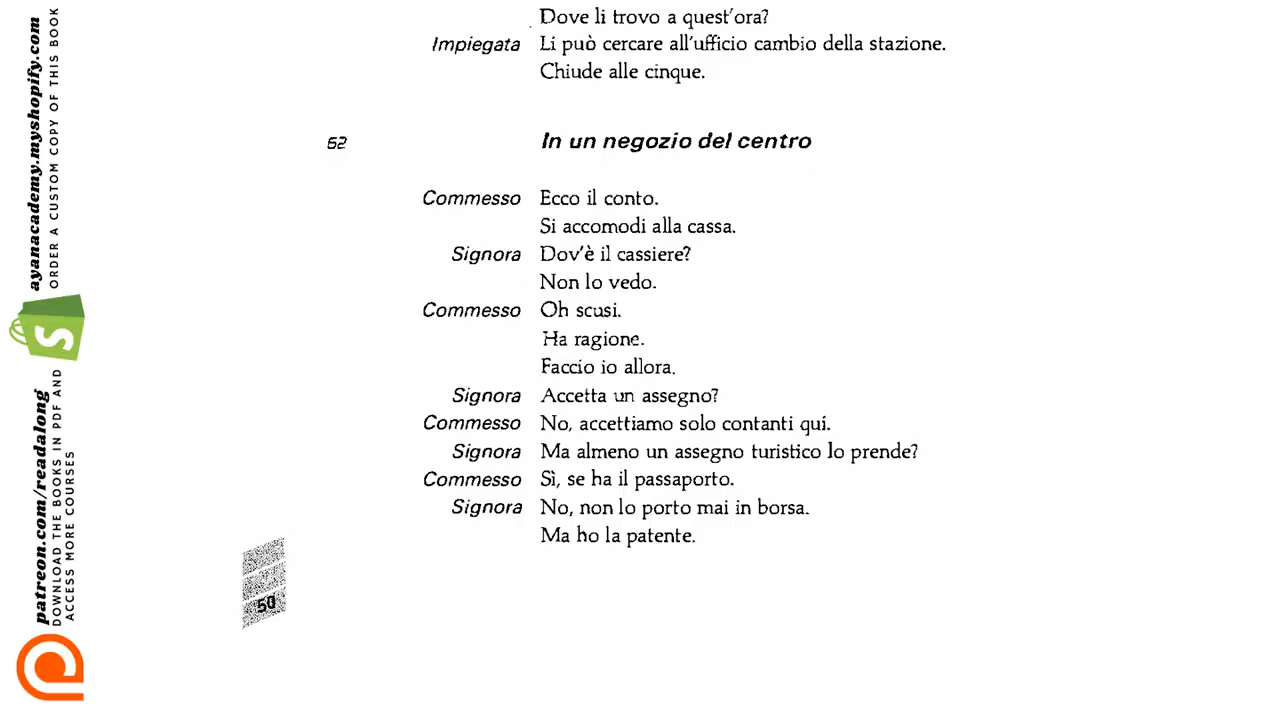 Dove li trovo a quest'ora?
Impiegata Li può cercare all'ufficio cambio della stazione.
Chiude alle cinque.
52 In un negozio del centro
Commesso Ecco il conto.
Si accomodi alla cassa.
Signora Dov'è il cassiere?
Non lo vedo.
Commesso Oh scusi.
Ha ragione.
Faccio io allora.
Signora Accetta un assegno?
Commesso No, accettiamo solo contanti qui.
Signora Ma almeno un assegno turistico lo prende?
Commesso Sì, se ha il passaporto.
Signora No, non lo porto mai in borsa.
Ma ho la patente.
50
ayanacademy.myshopify.com
ORDER A CUSTOM COPY OF THIS BOOK
patreon.com/readalong
DOWNLOAD THE BOOKS IN PDF AND
ACCESS MORE COURSES